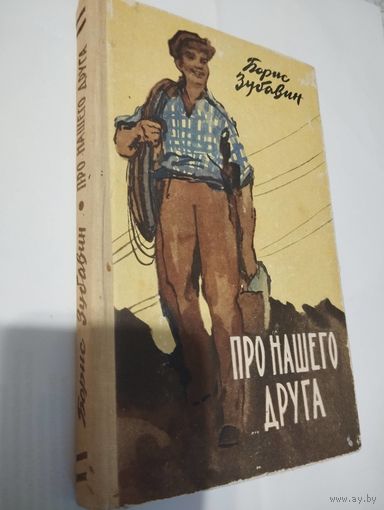 Борис
Зубавин
ПРО НАШЕГО
ДРУГА
Борис Зубавин • ПРО НАШЕГО ДРУГА
www.ay.by